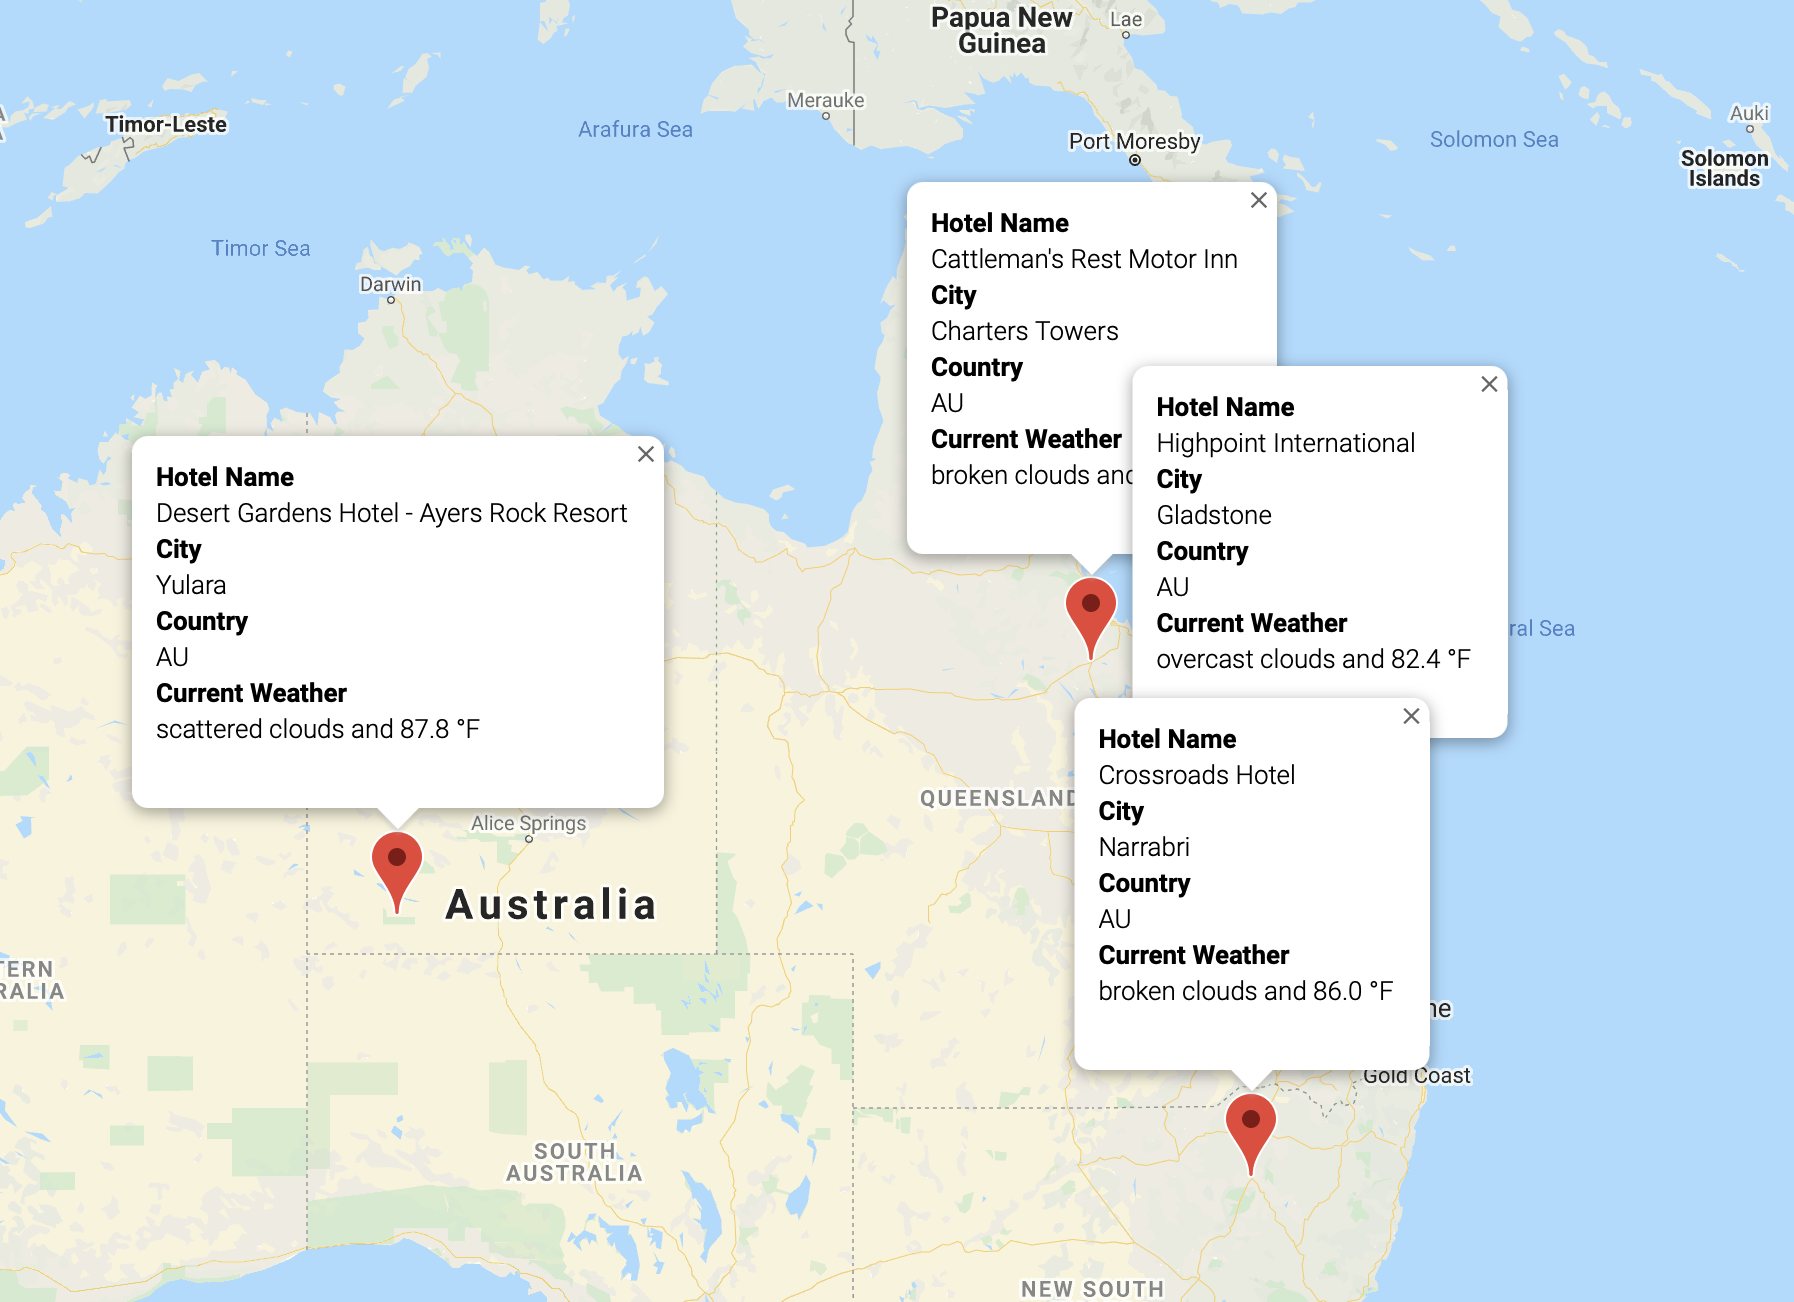 Papua New
Guinea
Lae
Merauke
Timor-Leste
Arafura Sea
Port Moresby
Solomon Sea
Auki
Solomon
Islands
Timor Sea
Darwin
Hotel Name
Cattleman's Rest Motor Inn
City
Charters Towers
Country
AU
Current Weather
broken clouds and
Hotel Name
Highpoint International
City
Gladstone
Country
AU
Current Weather
overcast clouds and 82.4 °F
ral Sea
Hotel Name
Desert Gardens Hotel - Ayers Rock Resort
City
Yulara
Country
AU
Current Weather
scattered clouds and 87.8 °F
Alice Springs
Australia
QUEENSLAND
Hotel Name
Crossroads Hotel
City
Narrabri
Country
AU
Current Weather
broken clouds and 86.0 °F
TERN
RALIA
ne
Gold Coast
SOUTH
AUSTRALIA
NEW SOUTH